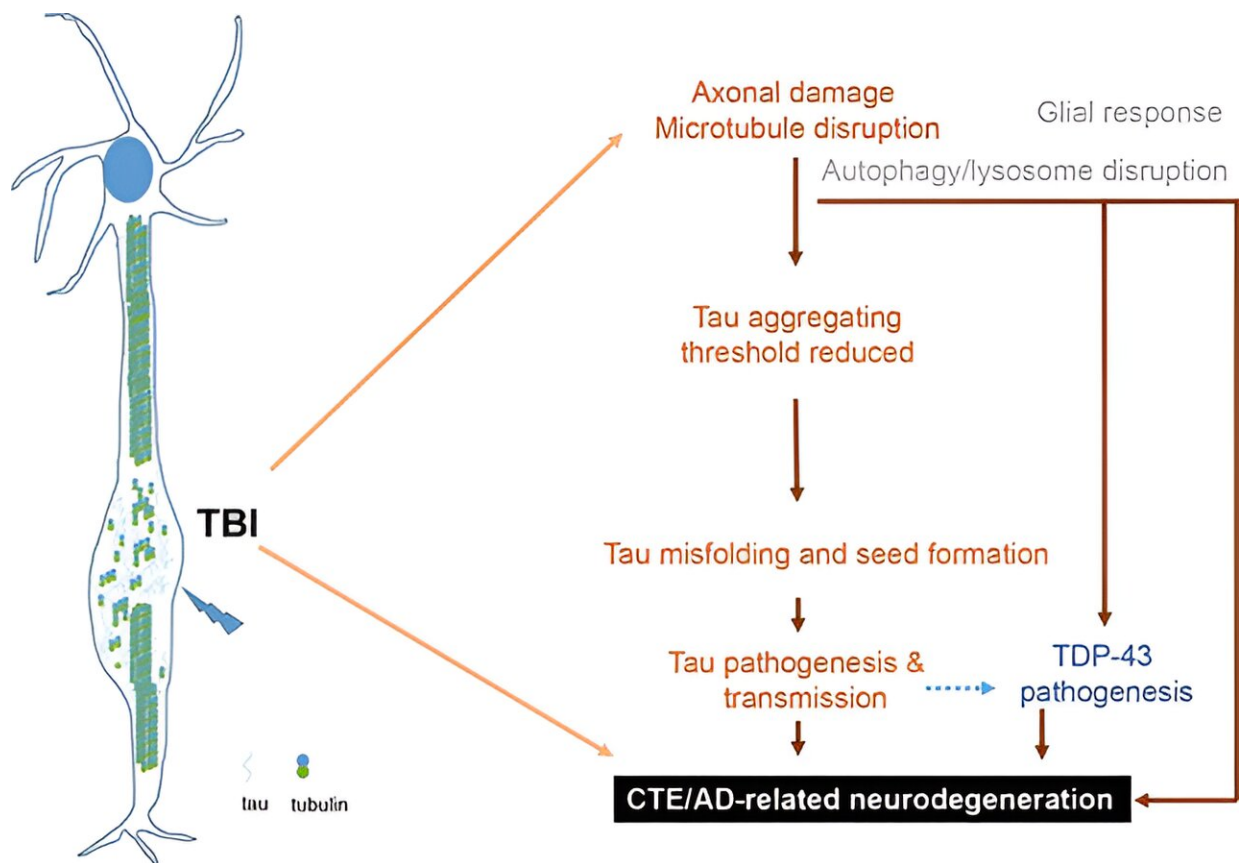 Axonal damage
Microtubule disruption
Glial response
Autophagy/lysosome disruption
Tau aggregating
threshold reduced
TBI
Tau misfolding and seed formation
Tau pathogenesis &
transmission
TDP-43
pathogenesis
tau
tubulin
CTE/AD-related neurodegeneration